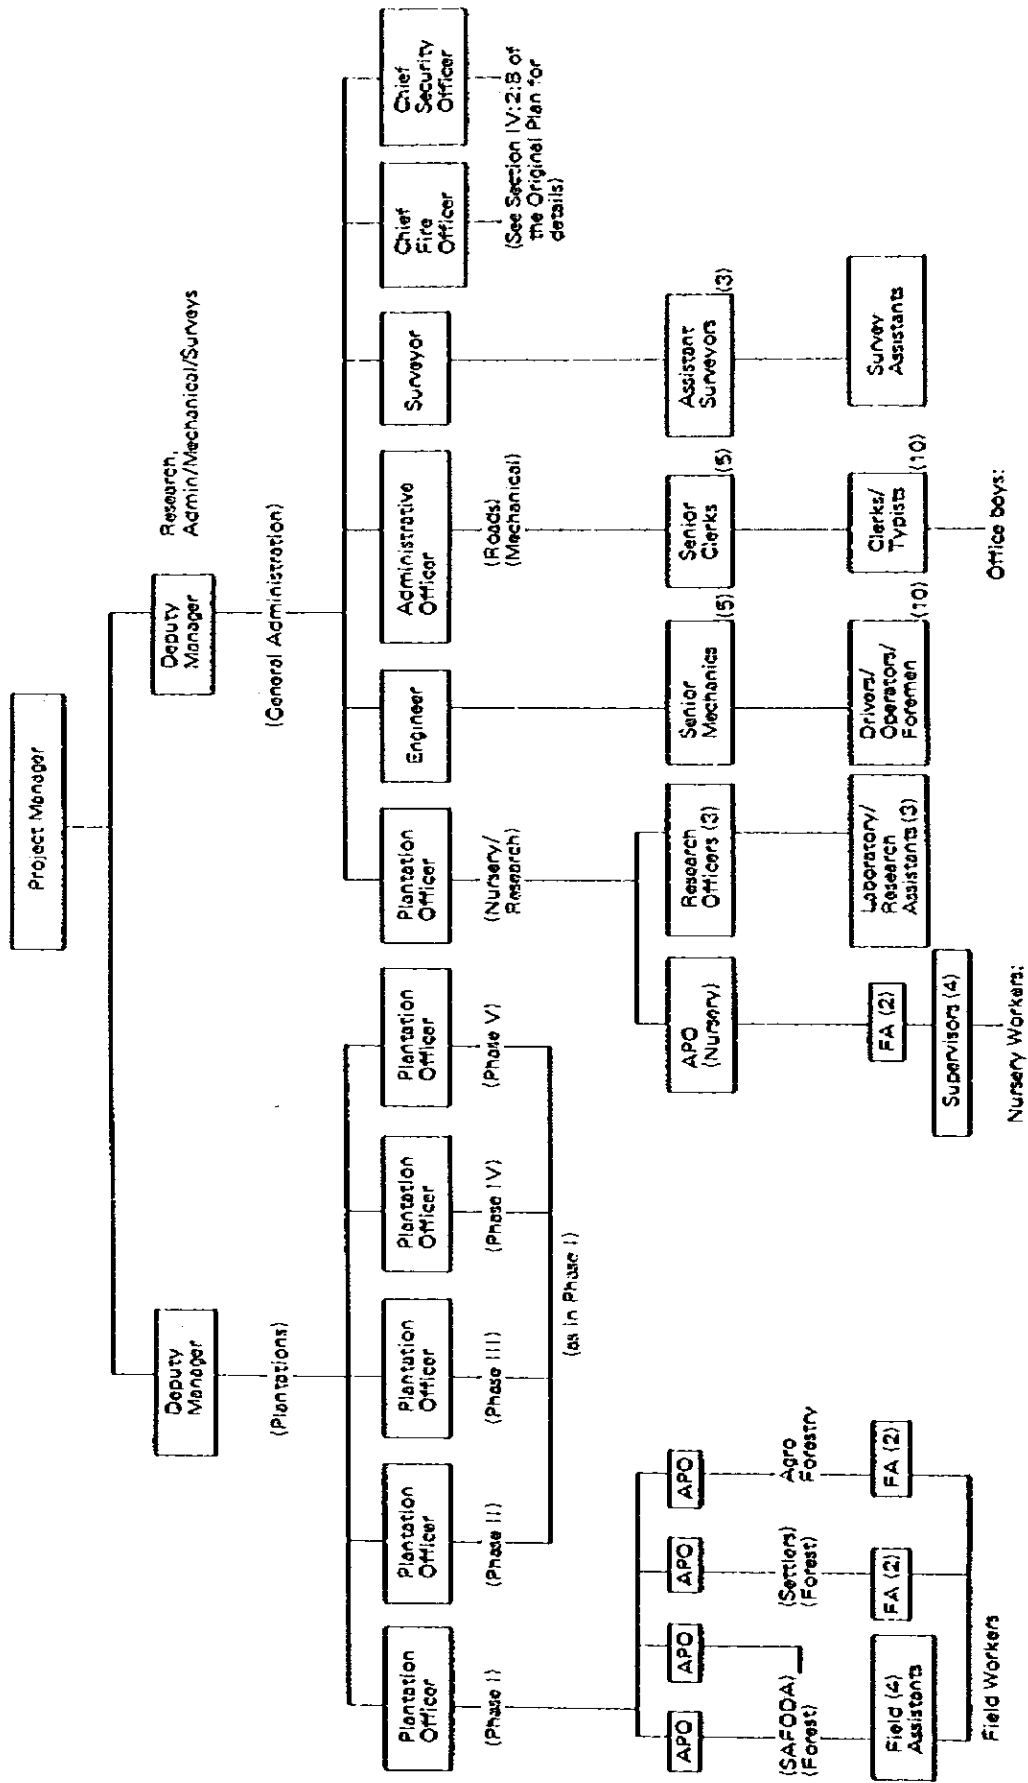 Project Manager
Deputy
Manager
(Plantations)
Deputy
Manager
Research,
Admin/Mechanical/Surveys
(General Administration)
Plantation
Officer
(Phase I)
Plantation
Officer
(Phase II)
Plantation
Officer
(Phase III)
Plantation
Officer
(Phase IV)
Plantation
Officer
(Phase V)
(as in Phase I)
Plantation
Officer
(Nursery/
Research)
Engineer
Administrative
Officer
(Roads)
(Mechanical)
Surveyor
Chief
Fire
Officer
Chief
Security
Officer
(See Section IV:2:B of
the Original Plan for
details)
APO
APO
APO
APO
(SAFODA)
(Forest)
(Settlers)
(Forest)
Agro
Forestry
Field (4)
Assistants
FA (2)
FA (2)
Field Workers
APO
(Nursery)
Research
Officers (3)
Senior
Mechanics
(5)
Senior
Clerks
(5)
Assistant
Surveyors
(3)
FA (2)
Supervisors (4)
Nursery Workers:
Laboratory/
Research
Assistants (3)
Drivers/
Operators/
Foremen
(10)
Clerks/
Typists
(10)
Office boys:
Survey
Assistants